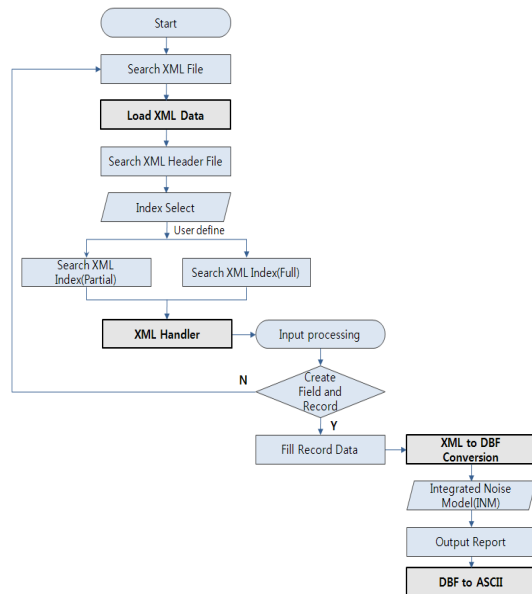 Start
Search XML File
Load XML Data
Search XML Header File
Index Select
User define
Search XML
Index(Partial)
Search XML Index(Full)
XML Handler
Input processing
N
Create
Field and
Record
Y
Fill Record Data
XML to DBF
Conversion
Integrated Noise
Model(INM)
Output Report
DBF to ASCII